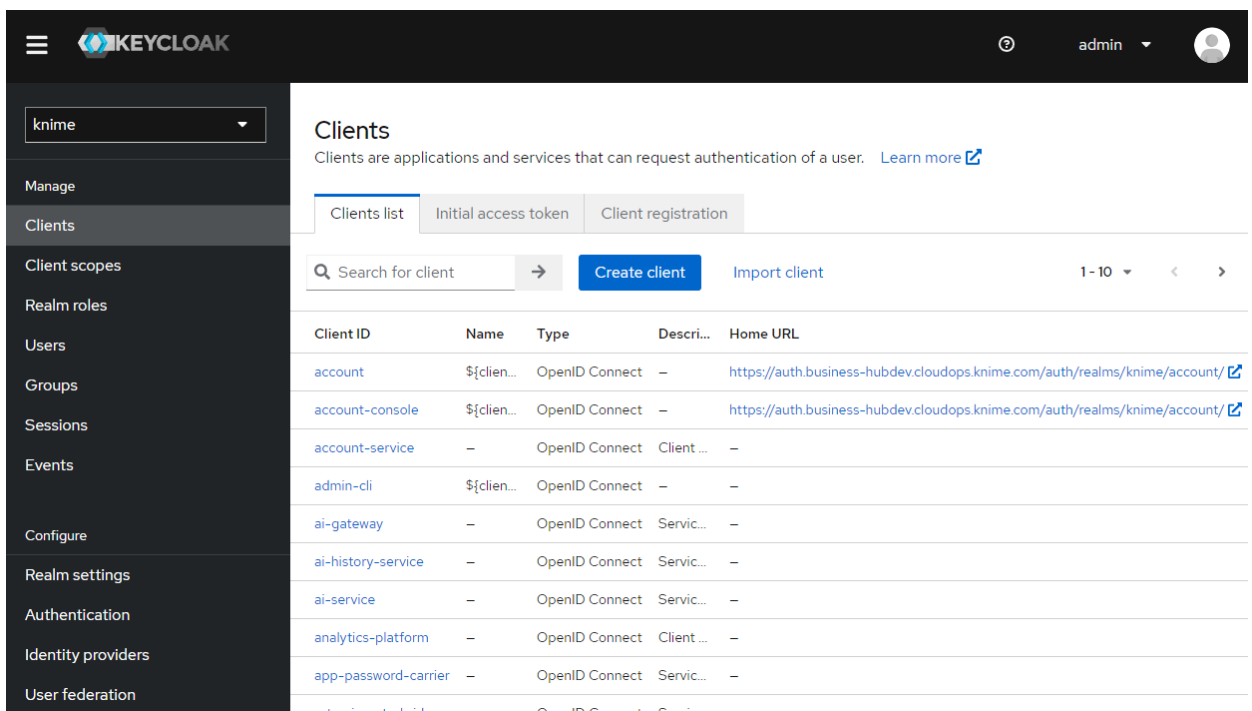 KEYCLOAK
admin
knime
Manage
Clients
Client scopes
Realm roles
Users
Groups
Sessions
Events
Configure
Realm settings
Authentication
Identity providers
User federation
Clients
Clients are applications and services that can request authentication of a user. Learn more
Clients list Initial access token Client registration
Search for client Create client Import client 1 - 10
Client ID Name Type Descri... Home URL
account ${clien... OpenID Connect – https://auth.business-hubdev.cloudops.knime.com/auth/realms/knime/account/
account-console ${clien... OpenID Connect – https://auth.business-hubdev.cloudops.knime.com/auth/realms/knime/account/
account-service – OpenID Connect Client ... –
admin-cli ${clien... OpenID Connect – –
ai-gateway – OpenID Connect Servic... –
ai-history-service – OpenID Connect Servic... –
ai-service – OpenID Connect Servic... –
analytics-platform – OpenID Connect Client ... –
app-password-carrier – OpenID Connect Servic... –